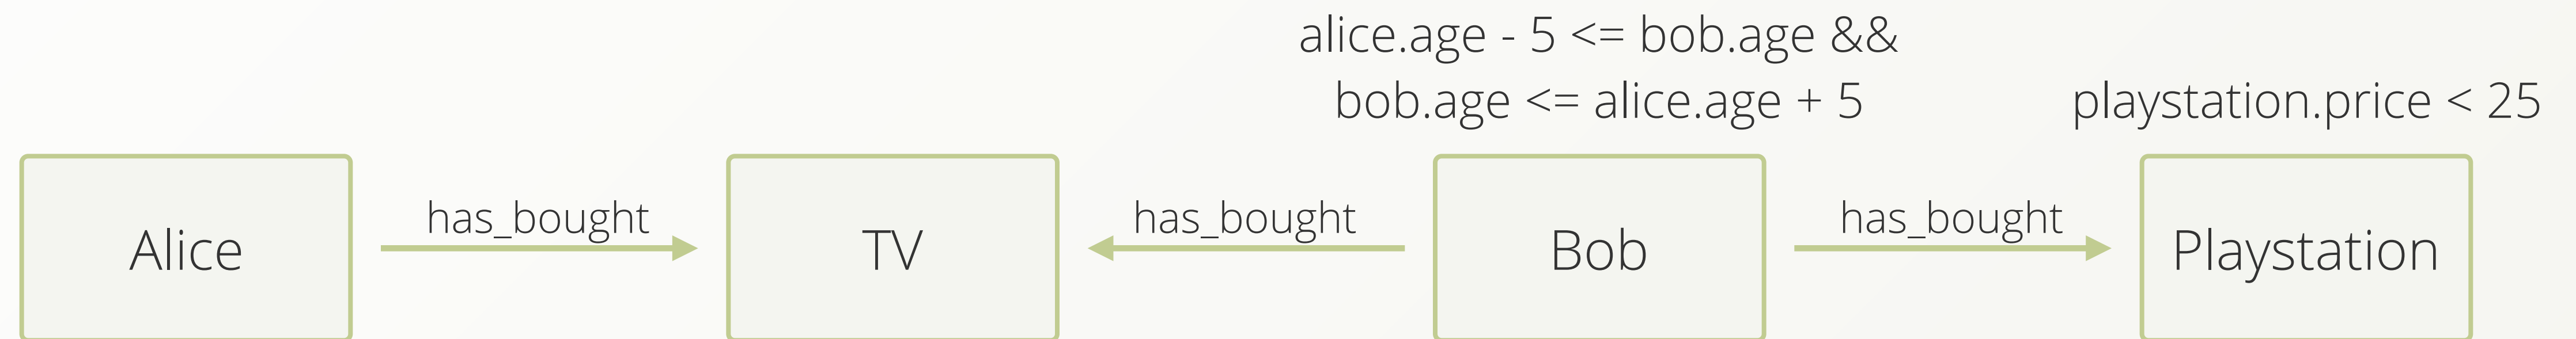 alice.age - 5 <= bob.age &&
bob.age <= alice.age + 5
playstation.price < 25
has_bought
has_bought
has_bought
Alice
TV
Bob
Playstation